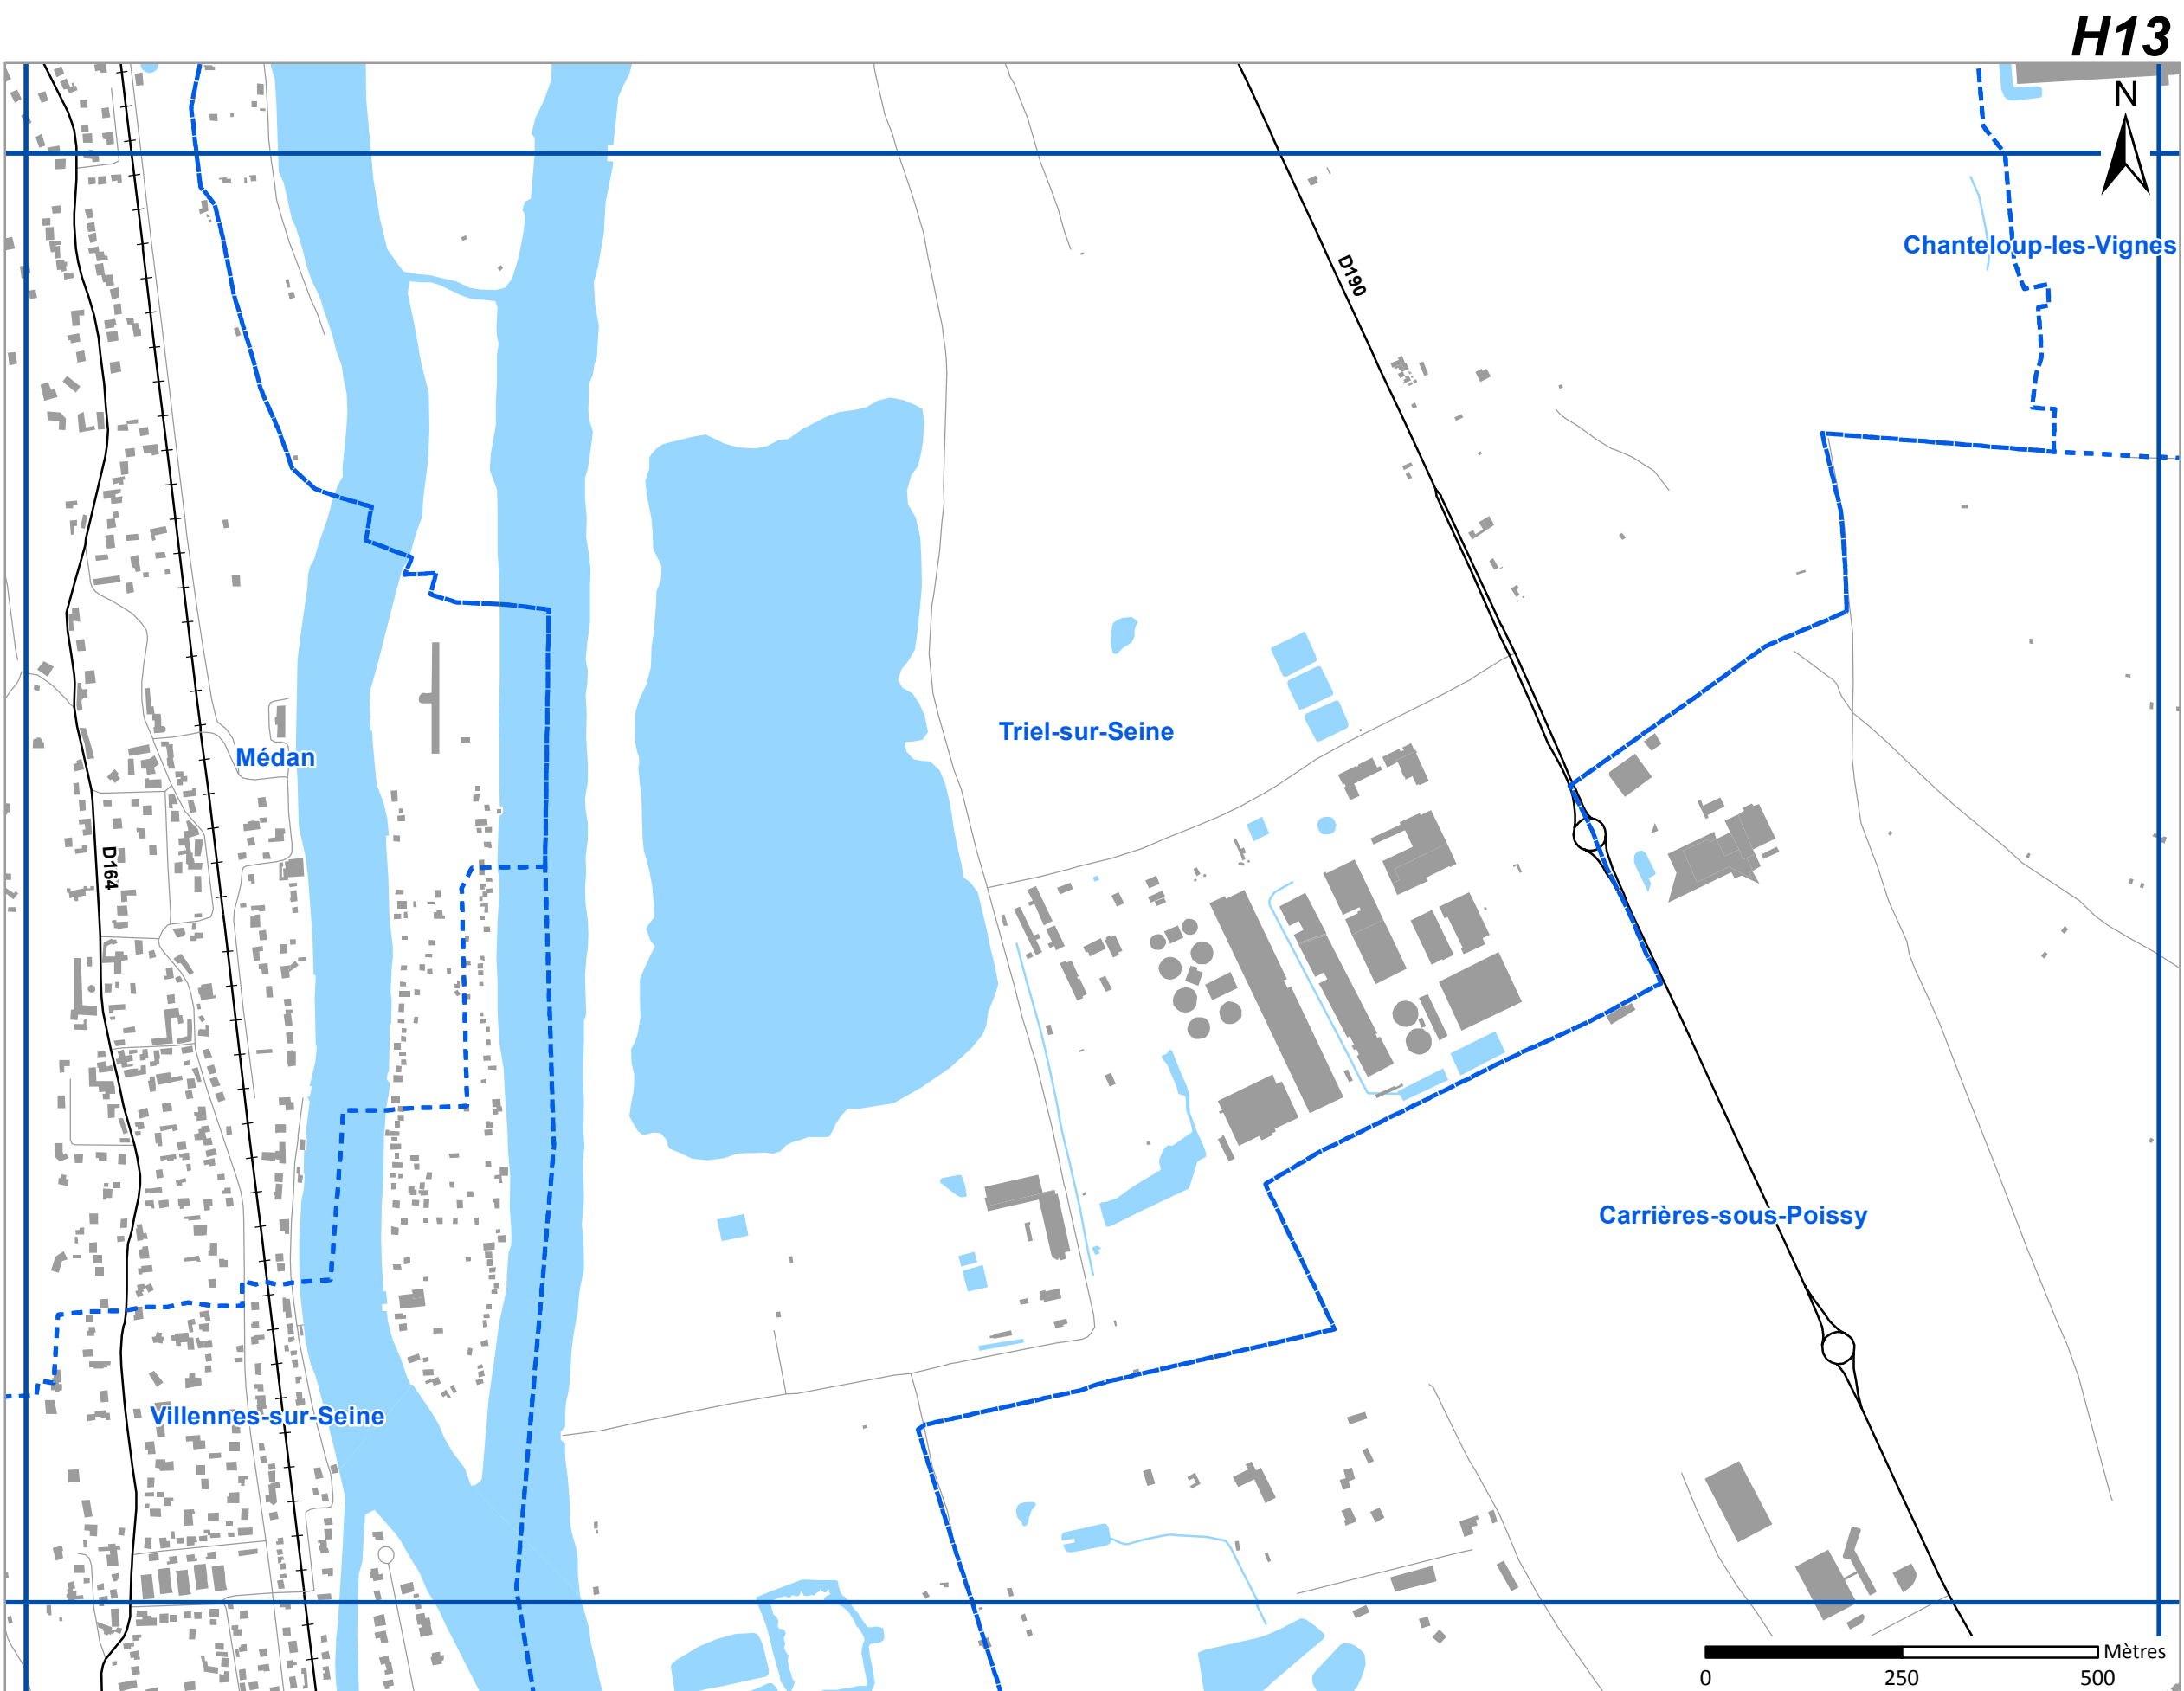 H13
N
Chanteloup-les-Vignes
D190
Triel-sur-Seine
Médan
D164
Carrières-sous-Poissy
Villennes-sur-Seine
Mètres
0 250 500